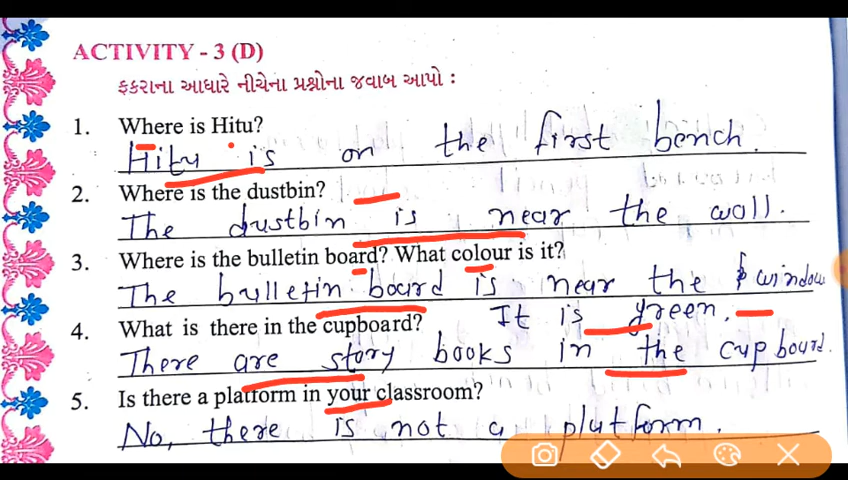 ACTIVITY - 3 (D)
ફકરાના આધારે નીચેના પ્રશ્નોના જવાબ આપો :
1. Where is Hitu?
Hitu is on the first bench.
2. Where is the dustbin?
The dustbin is near the wall.
3. Where is the bulletin board? What colour is it?
The bulletin board is near the window
It is green.
4. What is there in the cupboard?
There are story books in the cupboard.
5. Is there a platform in your classroom?
No, there is not a platform.